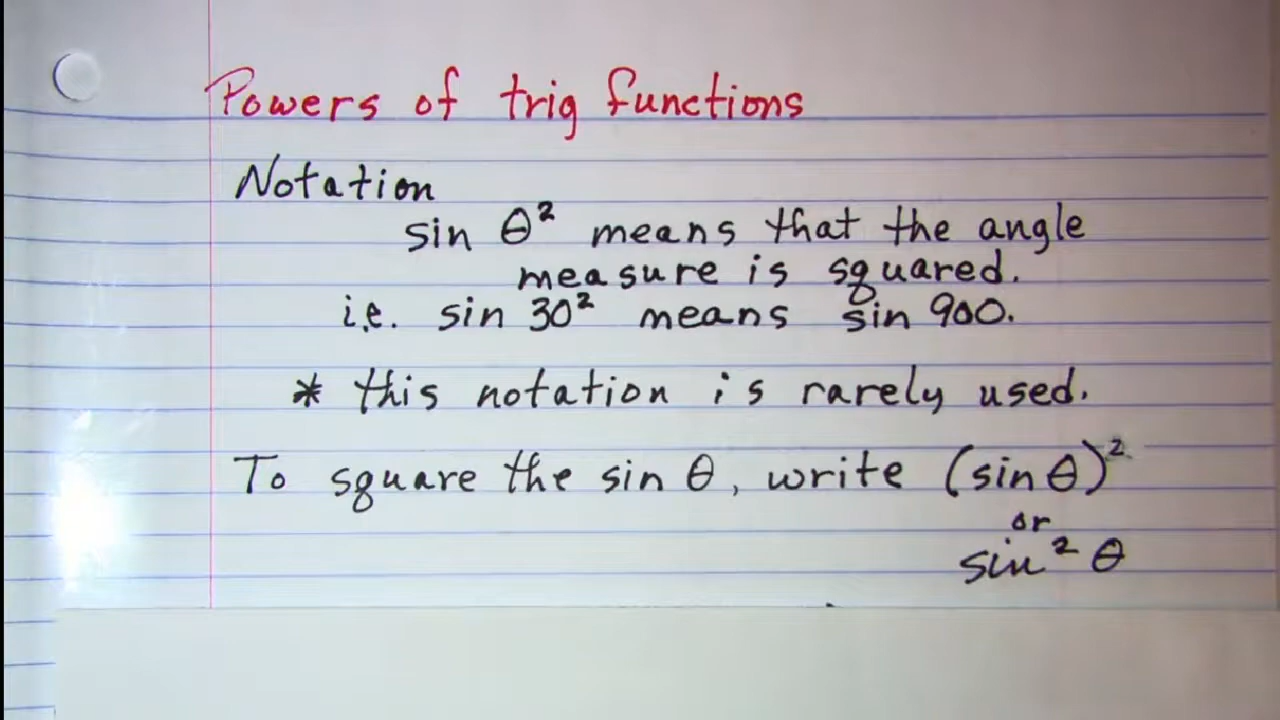 Powers of trig functions
Notation
sin θ² means that the angle
measure is squared.
i.e. sin 30² means sin 900.
* this notation is rarely used.
To square the sin θ, write (sin θ)²
or
sin² θ